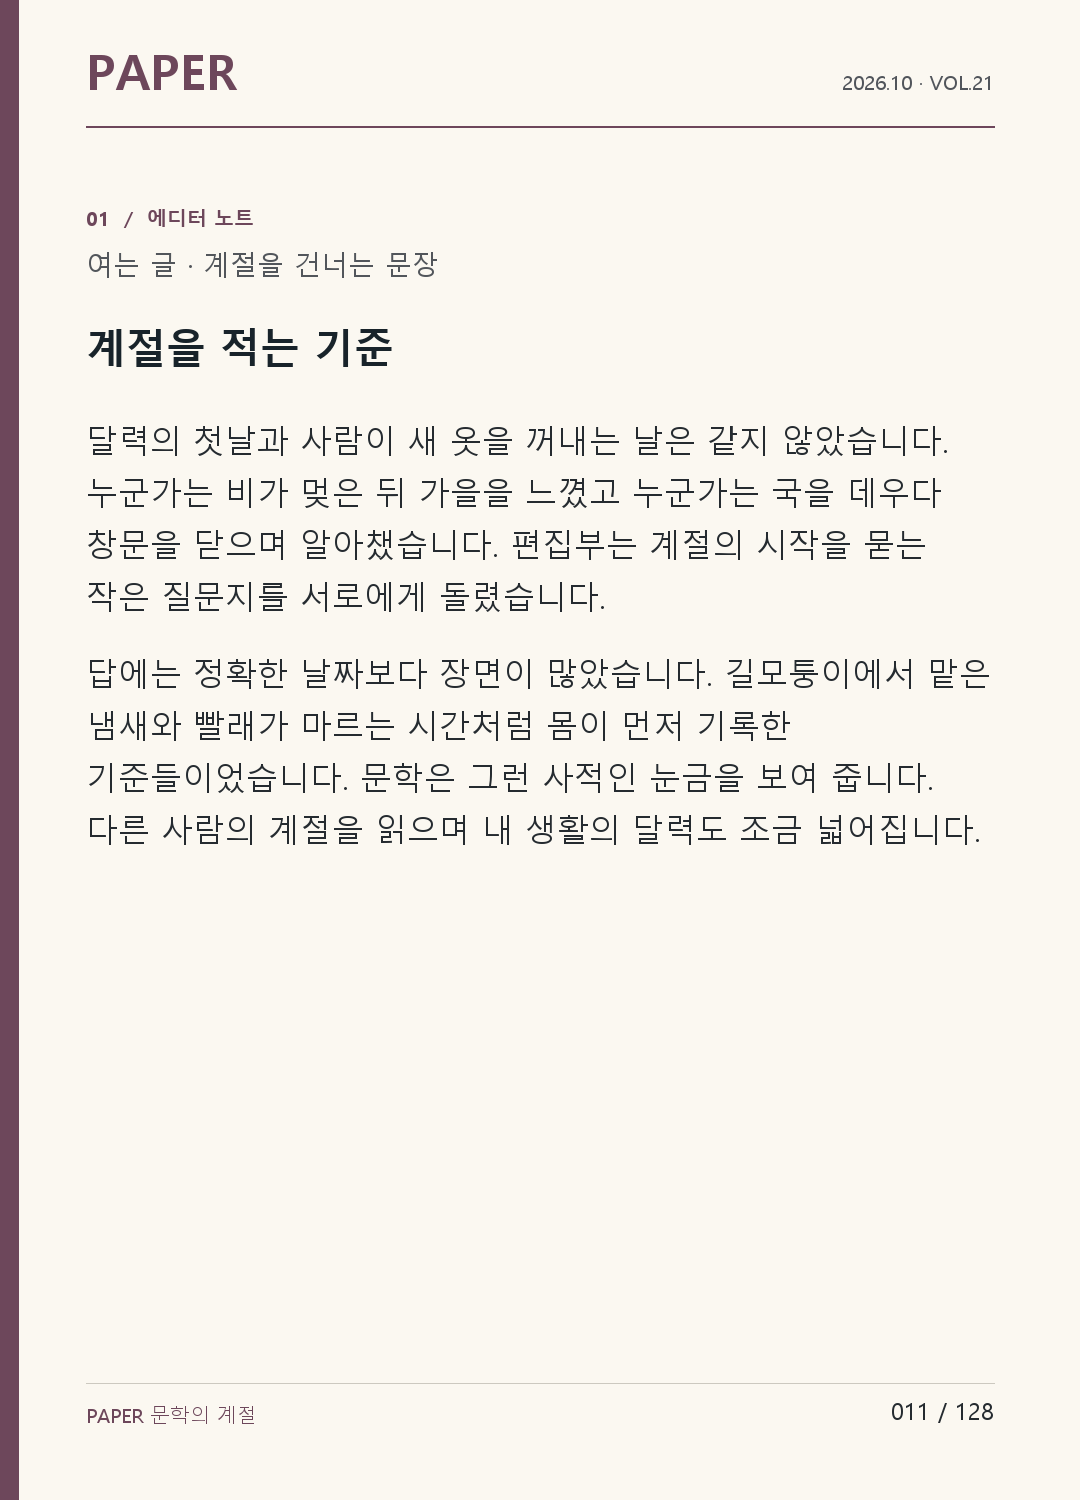 PAPER
2026.10 · VOL.21
01 / 에디터 노트
여는 글 · 계절을 건너는 문장
계절을 적는 기준
달력의 첫날과 사람이 새 옷을 꺼내는 날은 같지 않았습니다.
누군가는 비가 멎은 뒤 가을을 느꼈고 누군가는 국을 데우다
창문을 닫으며 알아챘습니다. 편집부는 계절의 시작을 묻는
작은 질문지를 서로에게 돌렸습니다.
답에는 정확한 날짜보다 장면이 많았습니다. 길모퉁이에서 맡은
냄새와 빨래가 마르는 시간처럼 몸이 먼저 기록한
기준들이었습니다. 문학은 그런 사적인 눈금을 보여 줍니다.
다른 사람의 계절을 읽으며 내 생활의 달력도 조금 넓어집니다.
PAPER 문학의 계절
011 / 128